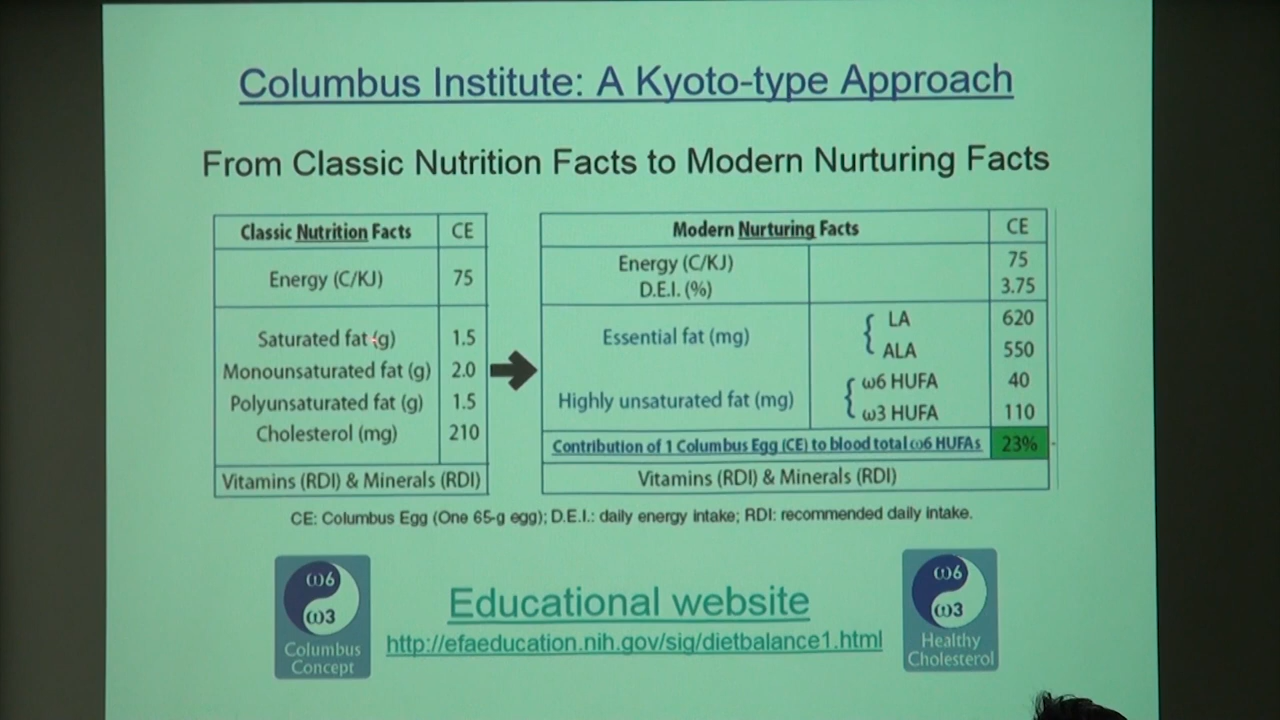 Columbus Institute: A Kyoto-type Approach
From Classic Nutrition Facts to Modern Nurturing Facts
Classic Nutrition Facts CE
Energy (C/KJ) 75
Saturated fat (g) 1.5
Monounsaturated fat (g) 2.0
Polyunsaturated fat (g) 1.5
Cholesterol (mg) 210
Vitamins (RDI) & Minerals (RDI)
Modern Nurturing Facts CE
Energy (C/KJ) 75
D.E.I. (%) 3.75
Essential fat (mg) { LA 620
ALA 550
Highly unsaturated fat (mg) { ω6 HUFA 40
ω3 HUFA 110
Contribution of 1 Columbus Egg (CE) to blood total ω6 HUFAs 23%
Vitamins (RDI) & Minerals (RDI)
CE: Columbus Egg (One 65-g egg); D.E.I.: daily energy intake; RDI: recommended daily intake.
ω6
ω3
Columbus
Concept
Educational website
http://efaeducation.nih.gov/sig/dietbalance1.html
ω6
ω3
Healthy
Cholesterol